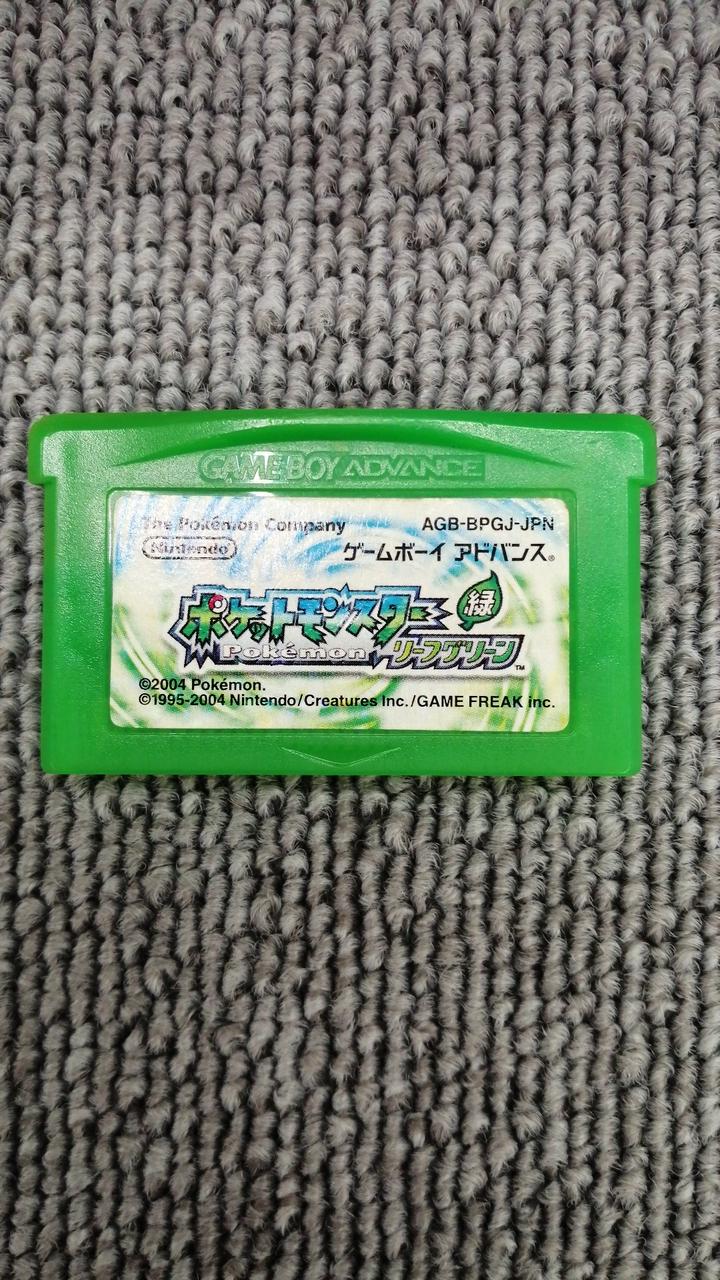 GAME BOY ADVANCE
The Pokémon Company
AGB-BPGJ-JPN
Nintendo
ゲームボーイ アドバンス®
ポケットモンスター
緑
Pokémon
リーフグリーン™
©2004 Pokémon.
©1995-2004 Nintendo/Creatures Inc./GAME FREAK inc.